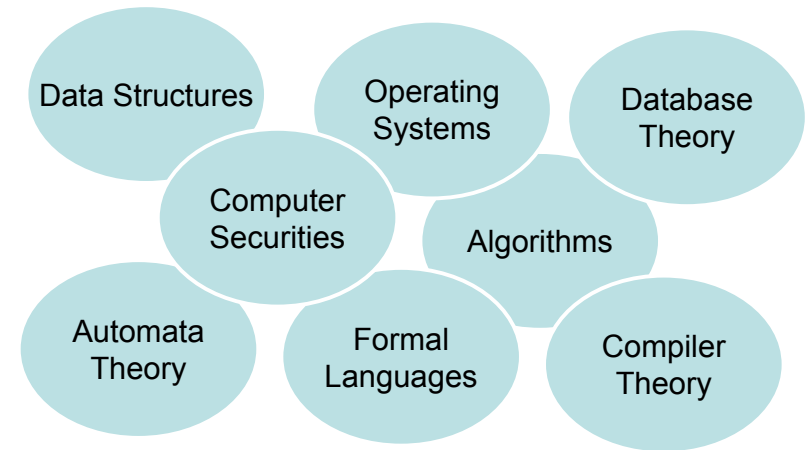 Data Structures
Operating
Systems
Database
Theory
Computer
Securities
Algorithms
Automata
Theory
Formal
Languages
Compiler
Theory